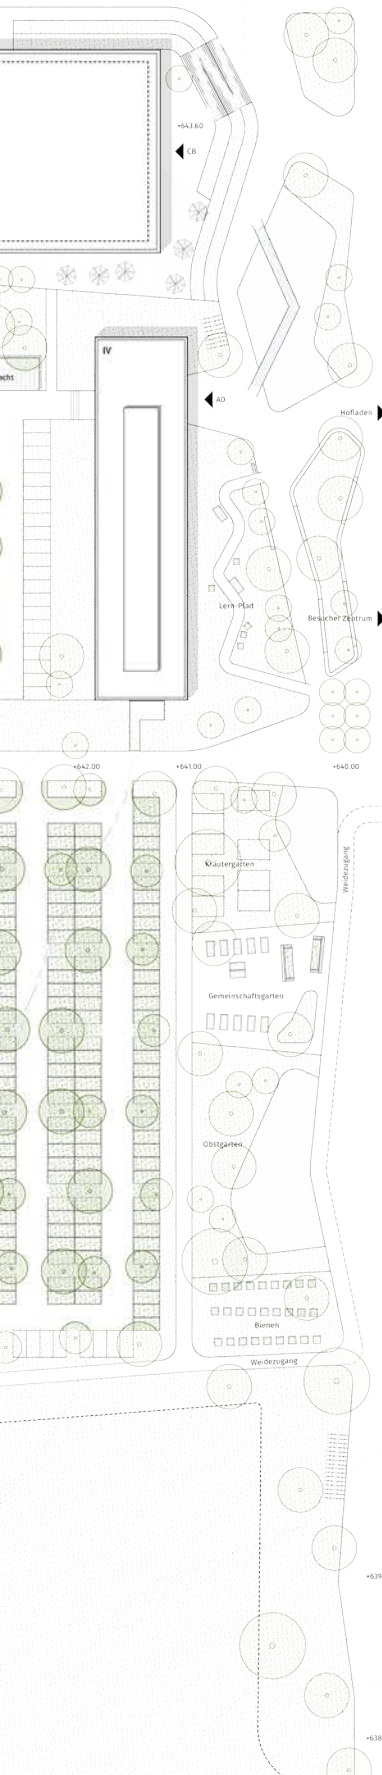 +643.60
CB
IV
acht
AD
Hofladen
Lern-Pfad
Besucher Zentrum
+642.00
+641.00
+640.00
Kräutergarten
Weidezugang
Gemeinschaftsgarten
Obstgarten
Bienen
Weidezugang
+639
+638